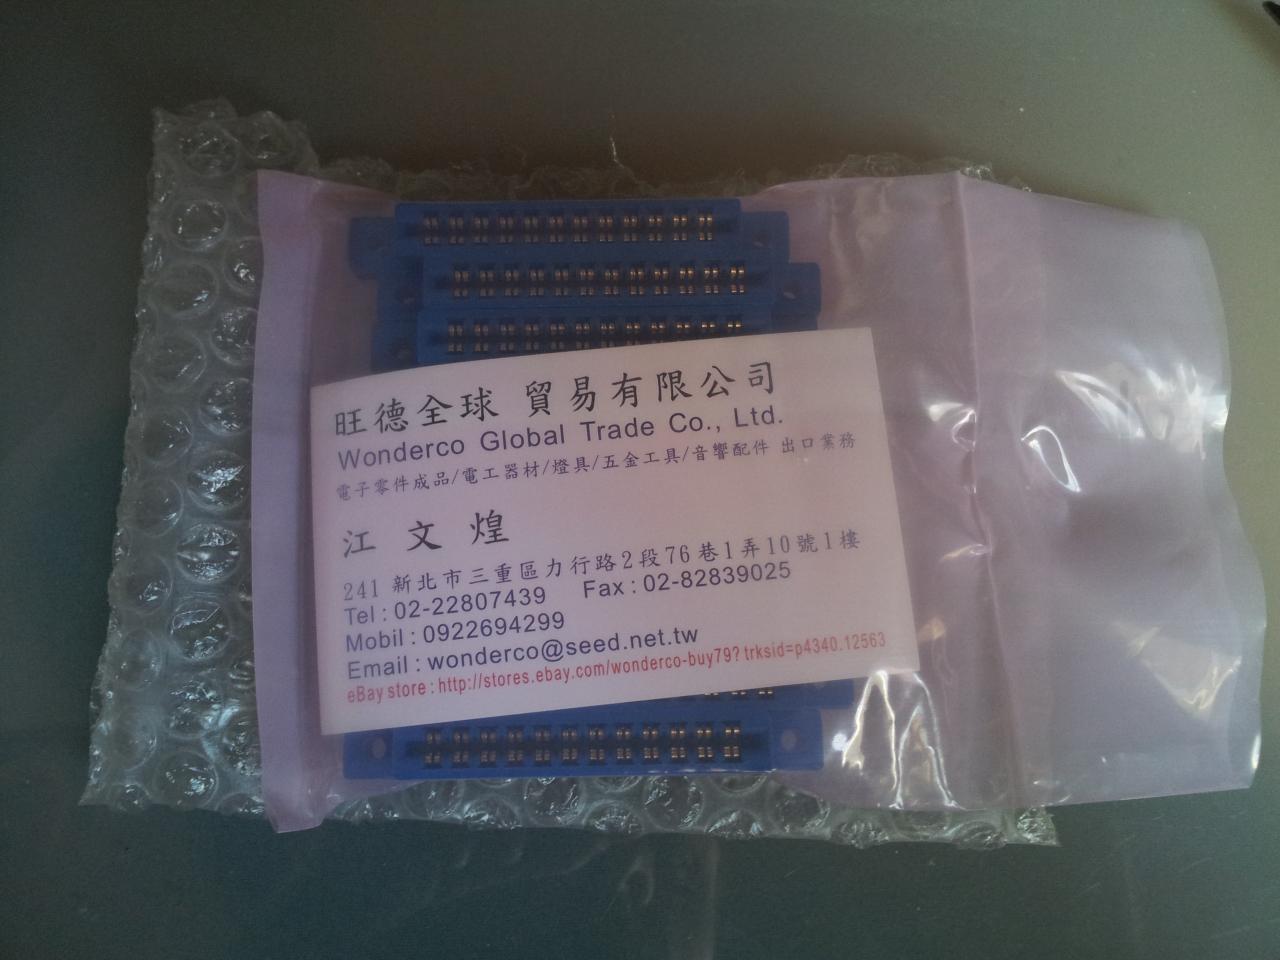 旺德全球 貿易有限公司
Wonderco Global Trade Co., Ltd.
電子零件成品/電工器材/燈具/五金工具/音響配件 出口業務
江文煌
241 新北市三重區力行路2段76巷1弄10號1樓
Tel : 02-22807439 Fax : 02-82839025
Mobil : 0922694299
Email : wonderco@seed.net.tw
eBay store : http://stores.ebay.com/wonderco-buy79? trksid=p4340.12563